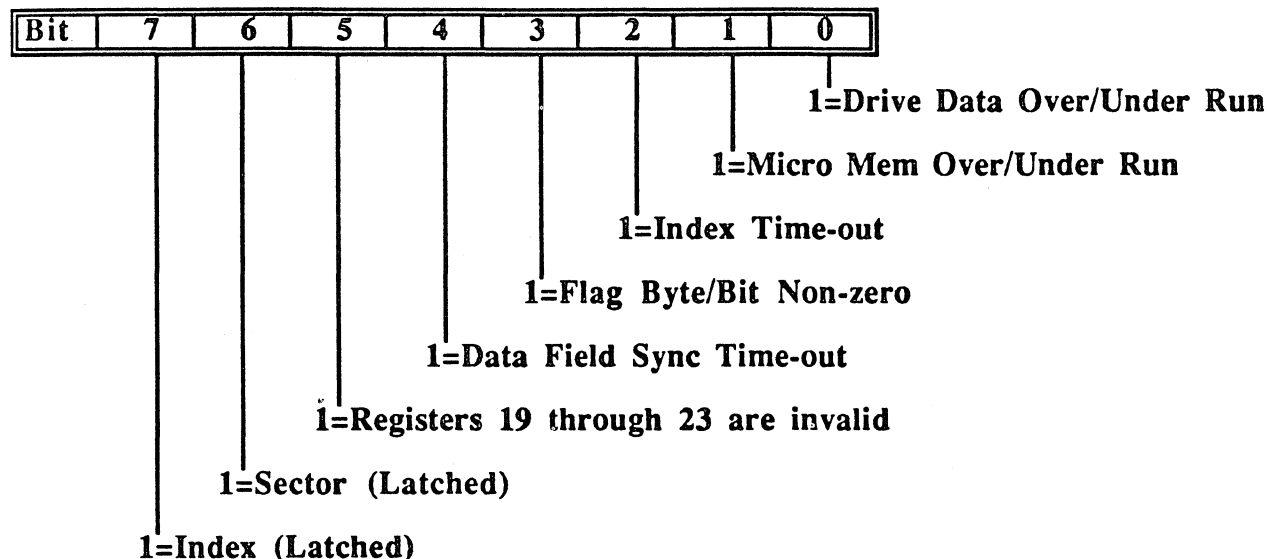 Bit 7 6 5 4 3 2 1 0
1=Drive Data Over/Under Run
1=Micro Mem Over/Under Run
1=Index Time-out
1=Flag Byte/Bit Non-zero
1=Data Field Sync Time-out
1=Registers 19 through 23 are invalid
1=Sector (Latched)
1=Index (Latched)